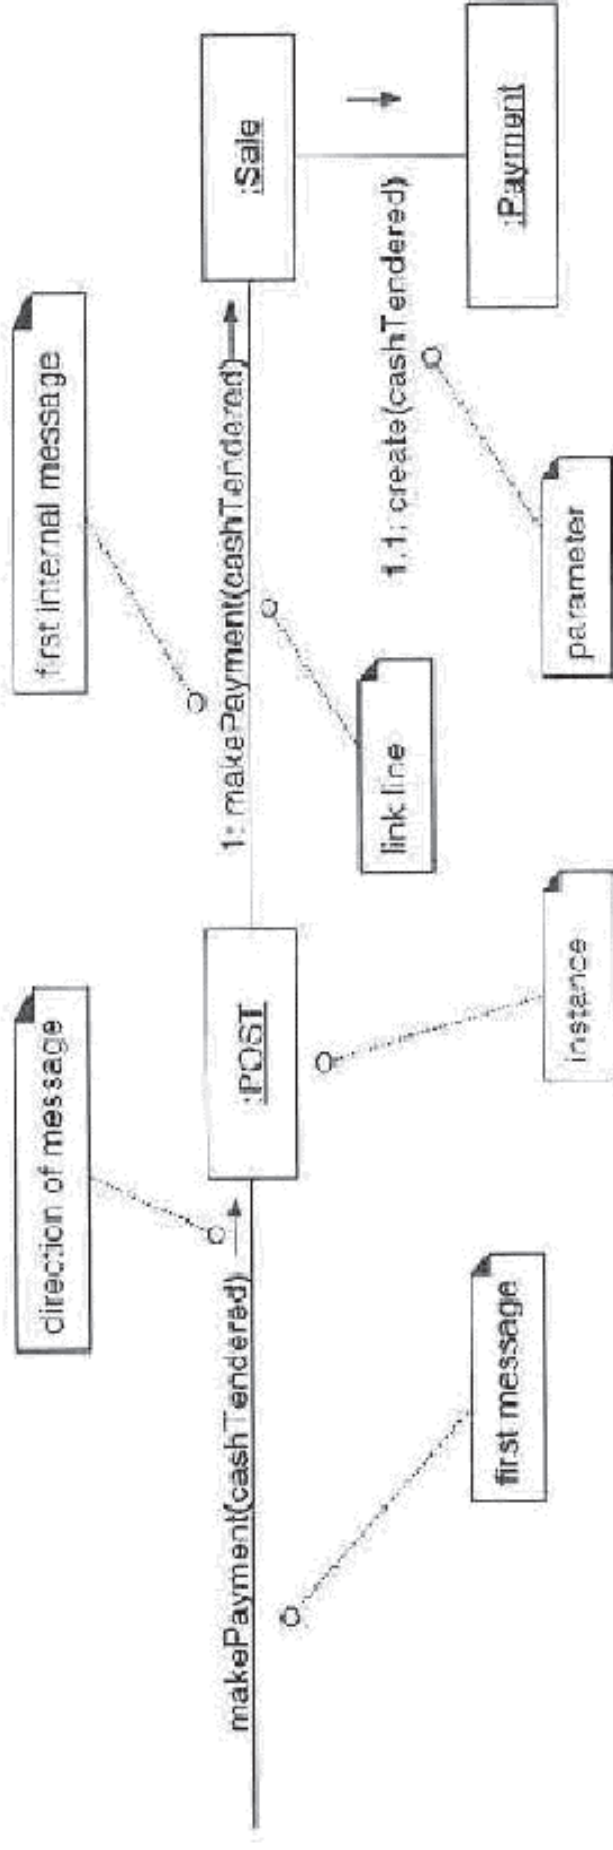 direction of message
first internal message
makePayment(cashTendered)
:POST
1: makePayment(cashTendered)
:Sale
link line
1.1: create(cashTendered)
first message
instance
parameter
:Payment